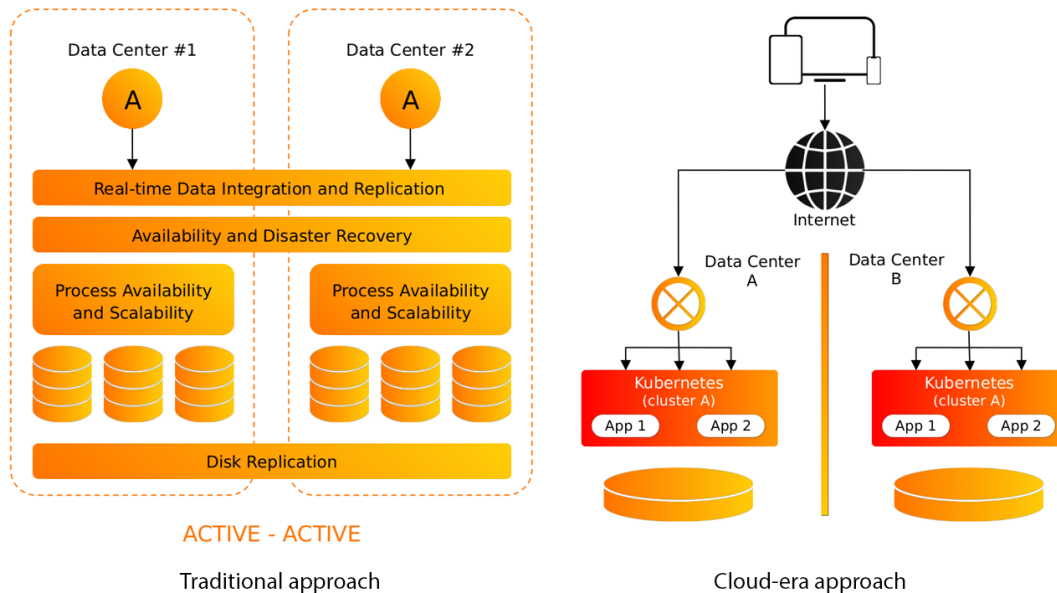 Data Center #1
Data Center #2
A
A
Real-time Data Integration and Replication
Availability and Disaster Recovery
Process Availability
and Scalability
Process Availability
and Scalability
Disk Replication
ACTIVE - ACTIVE
Traditional approach
Internet
Data Center
A
Data Center
B
Kubernetes
(cluster A)
App 1
App 2
Kubernetes
(cluster A)
App 1
App 2
Cloud-era approach